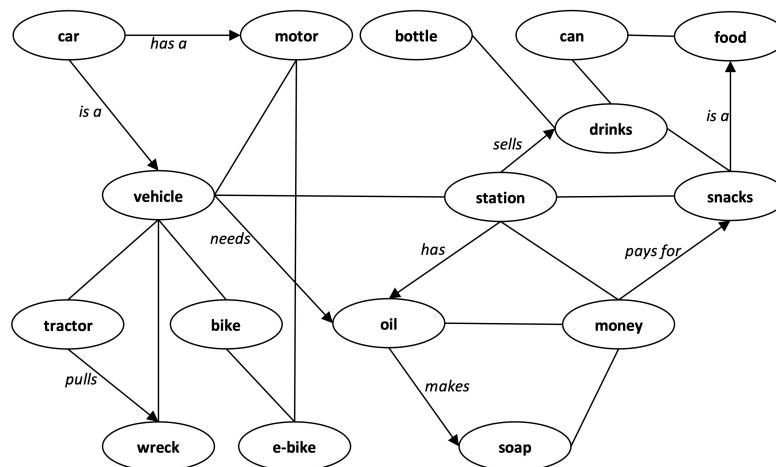 car
has a
motor
bottle
can
food
is a
drinks
is a
sells
vehicle
station
snacks
needs
has
pays for
tractor
bike
oil
money
pulls
makes
wreck
e-bike
soap